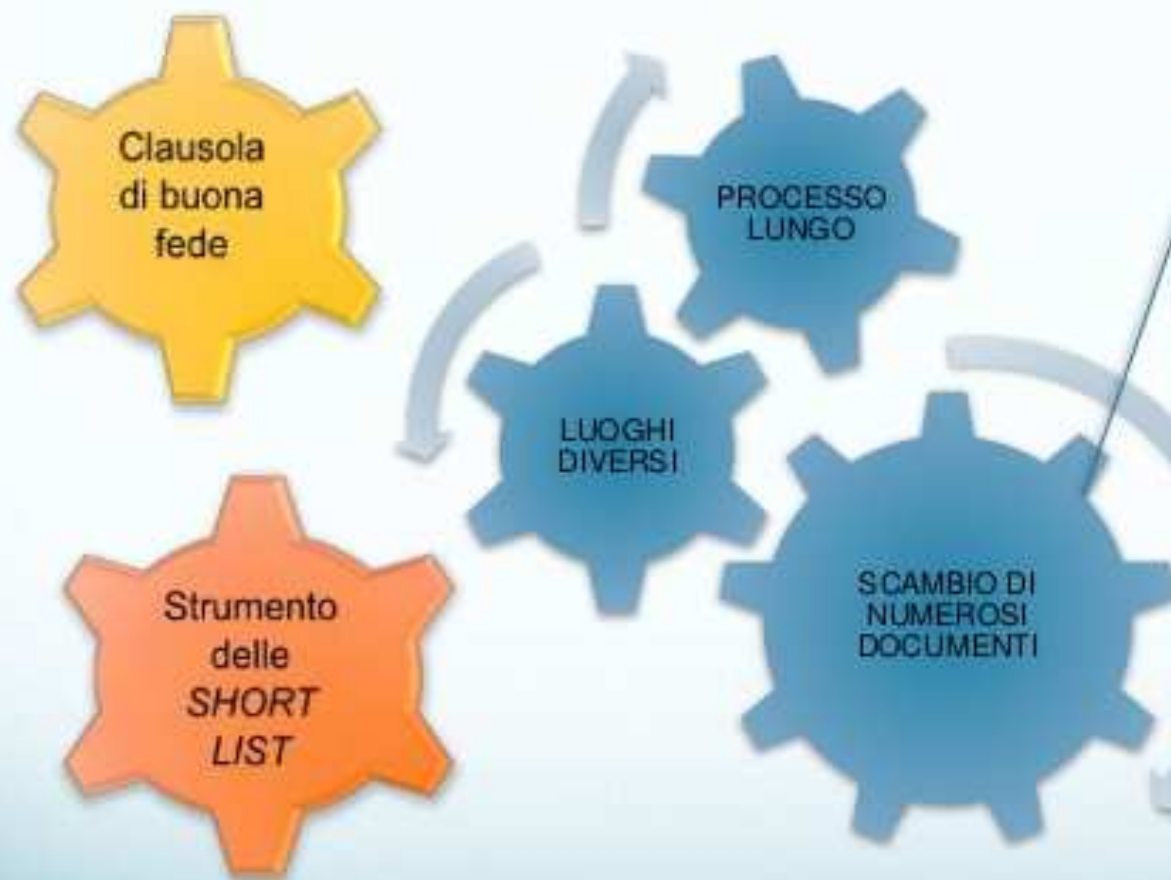 Clausola
di buona
fede
PROCESSO
LUNGO
LUOGHI
DIVERSI
Strumento
delle
SHORT
LIST
SCAMBIO DI
NUMEROSI
DOCUMENTI